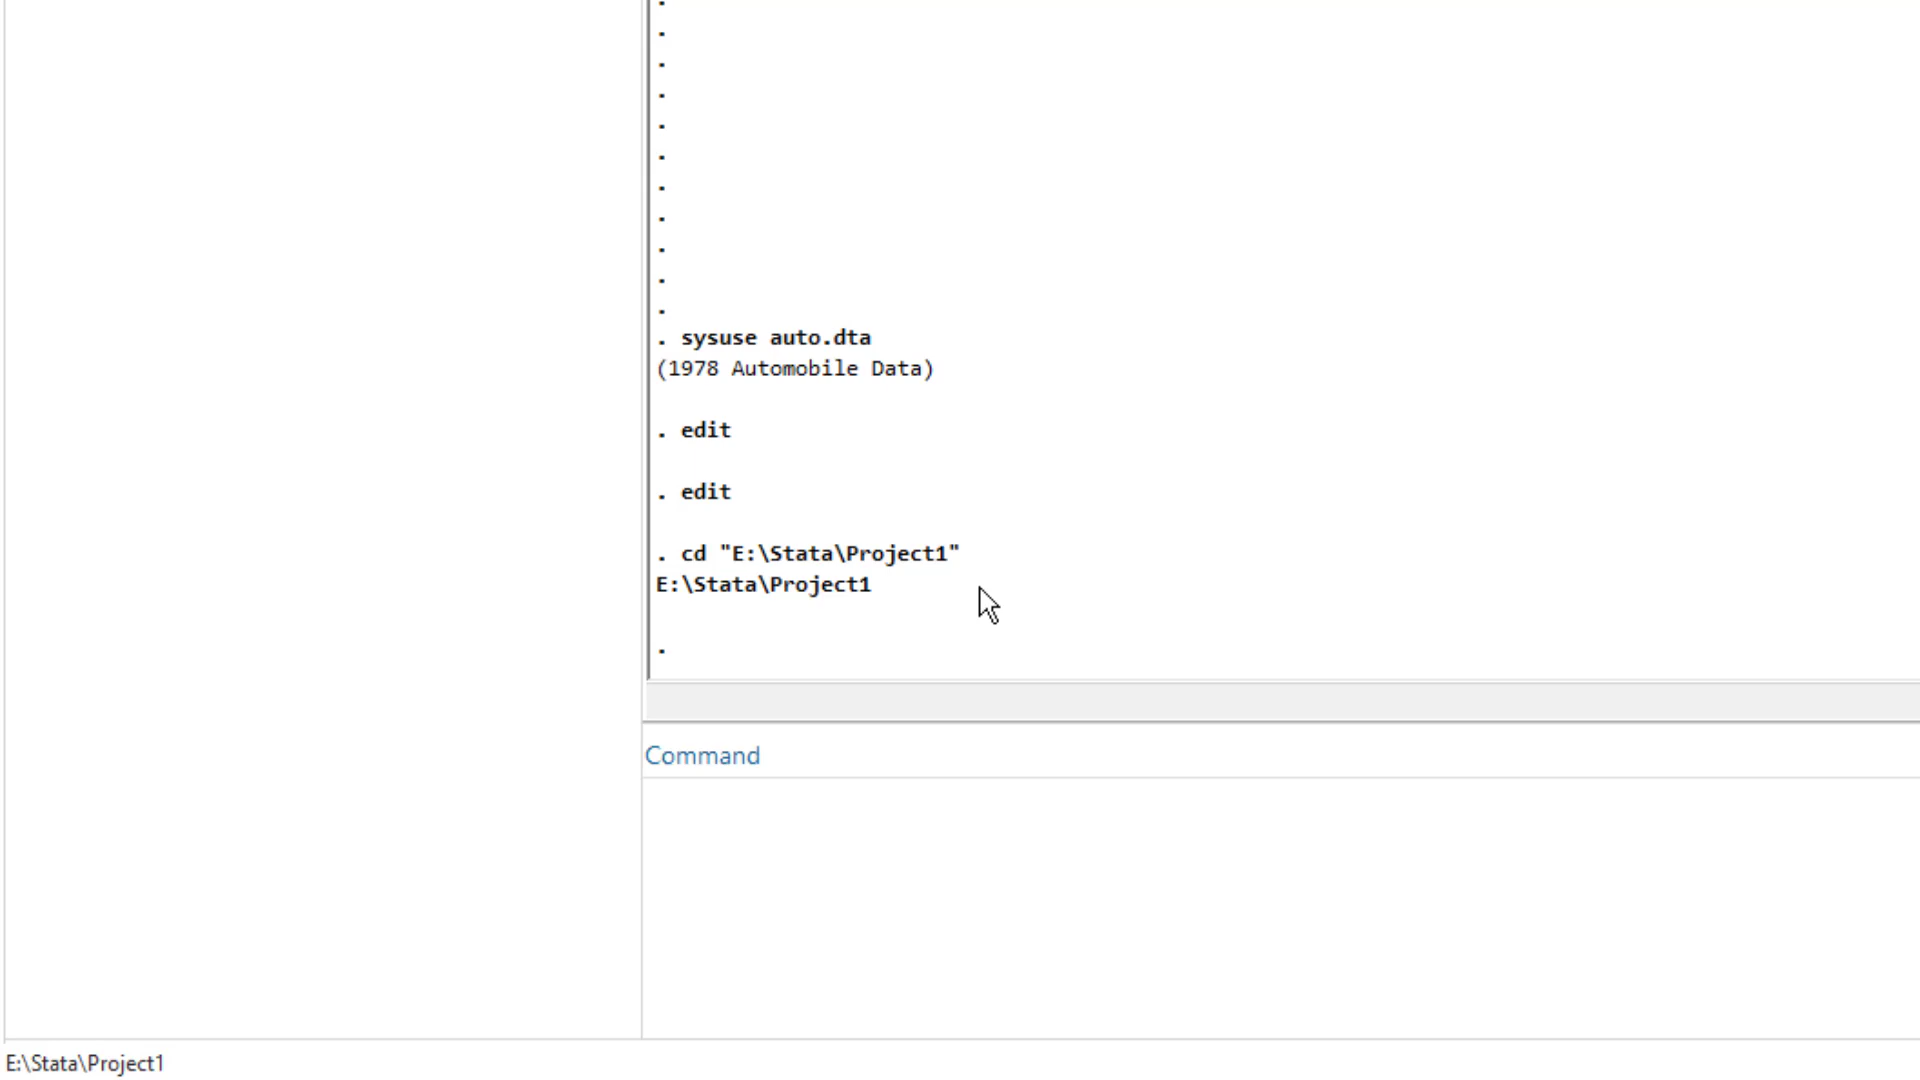 .
.
.
.
.
.
.
.
.
.
.
. sysuse auto.dta
(1978 Automobile Data)
. edit
. edit
. cd "E:\Stata\Project1"
E:\Stata\Project1
.
Command
E:\Stata\Project1